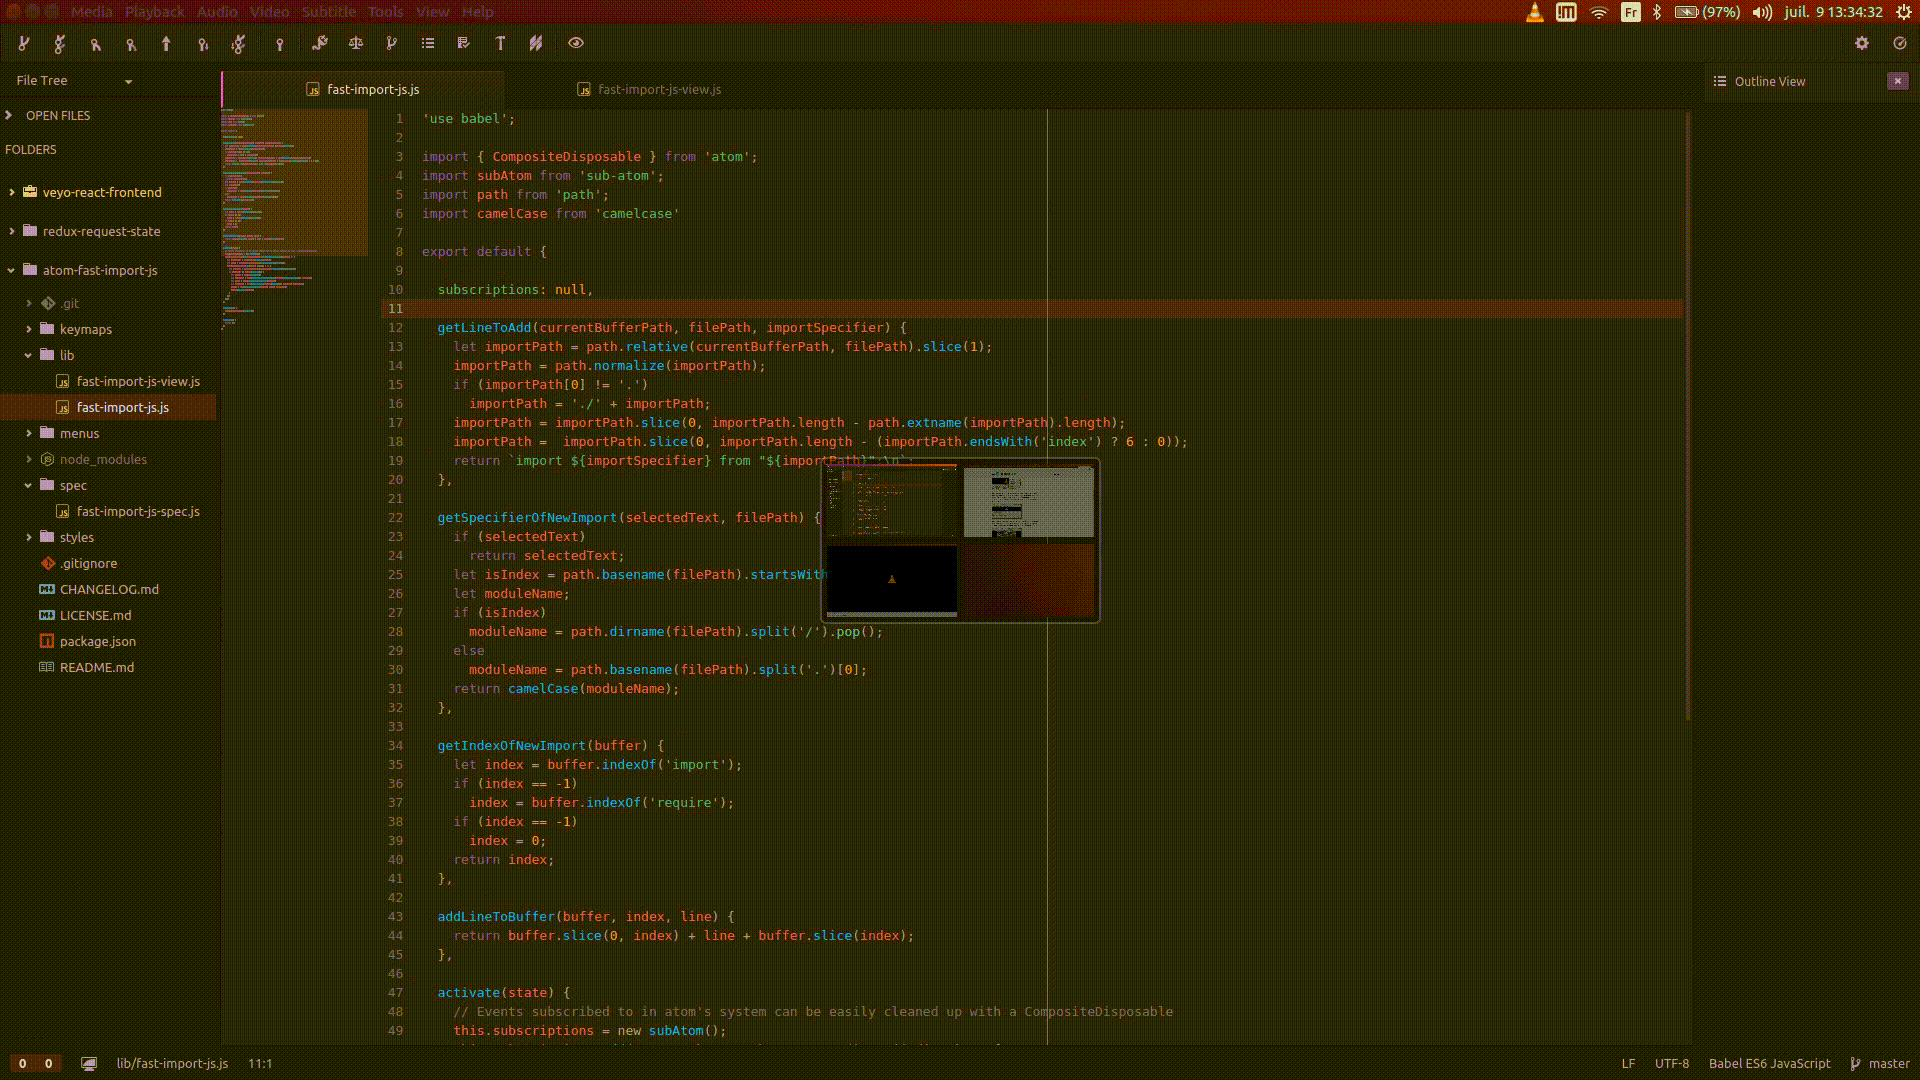 Media Playback Audio Video Subtitle Tools View Help
Fr (97%) juil. 9 13:34:32
File Tree
OPEN FILES
FOLDERS
veyo-react-frontend
redux-request-state
atom-fast-import-js
.git
keymaps
lib
fast-import-js-view.js
fast-import-js.js
menus
node_modules
spec
fast-import-js-spec.js
styles
.gitignore
CHANGELOG.md
LICENSE.md
package.json
README.md
fast-import-js.js fast-import-js-view.js
Outline View
1 'use babel';
2
3 import { CompositeDisposable } from 'atom';
4 import subAtom from 'sub-atom';
5 import path from 'path';
6 import camelCase from 'camelcase'
7
8 export default {
9
10 subscriptions: null,
11
12 getLineToAdd(currentBufferPath, filePath, importSpecifier) {
13 let importPath = path.relative(currentBufferPath, filePath).slice(1);
14 importPath = path.normalize(importPath);
15 if (importPath[0] != '.')
16 importPath = './' + importPath;
17 importPath = importPath.slice(0, importPath.length - path.extname(importPath).length);
18 importPath = importPath.slice(0, importPath.length - (importPath.endsWith('index') ? 6 : 0));
19 return `import ${importSpecifier} from "${importPath}";\n`;
20 },
21
22 getSpecifierOfNewImport(selectedText, filePath) {
23 if (selectedText)
24 return selectedText;
25 let isIndex = path.basename(filePath).startsWith
26 let moduleName;
27 if (isIndex)
28 moduleName = path.dirname(filePath).split('/').pop();
29 else
30 moduleName = path.basename(filePath).split('.')[0];
31 return camelCase(moduleName);
32 },
33
34 getIndexOfNewImport(buffer) {
35 let index = buffer.indexOf('import');
36 if (index == -1)
37 index = buffer.indexOf('require');
38 if (index == -1)
39 index = 0;
40 return index;
41 },
42
43 addLineToBuffer(buffer, index, line) {
44 return buffer.slice(0, index) + line + buffer.slice(index);
45 },
46
47 activate(state) {
48 // Events subscribed to in atom's system can be easily cleaned up with a CompositeDisposable
49 this.subscriptions = new subAtom();
0 0 lib/fast-import-js.js 11:1
LF UTF-8 Babel ES6 JavaScript master